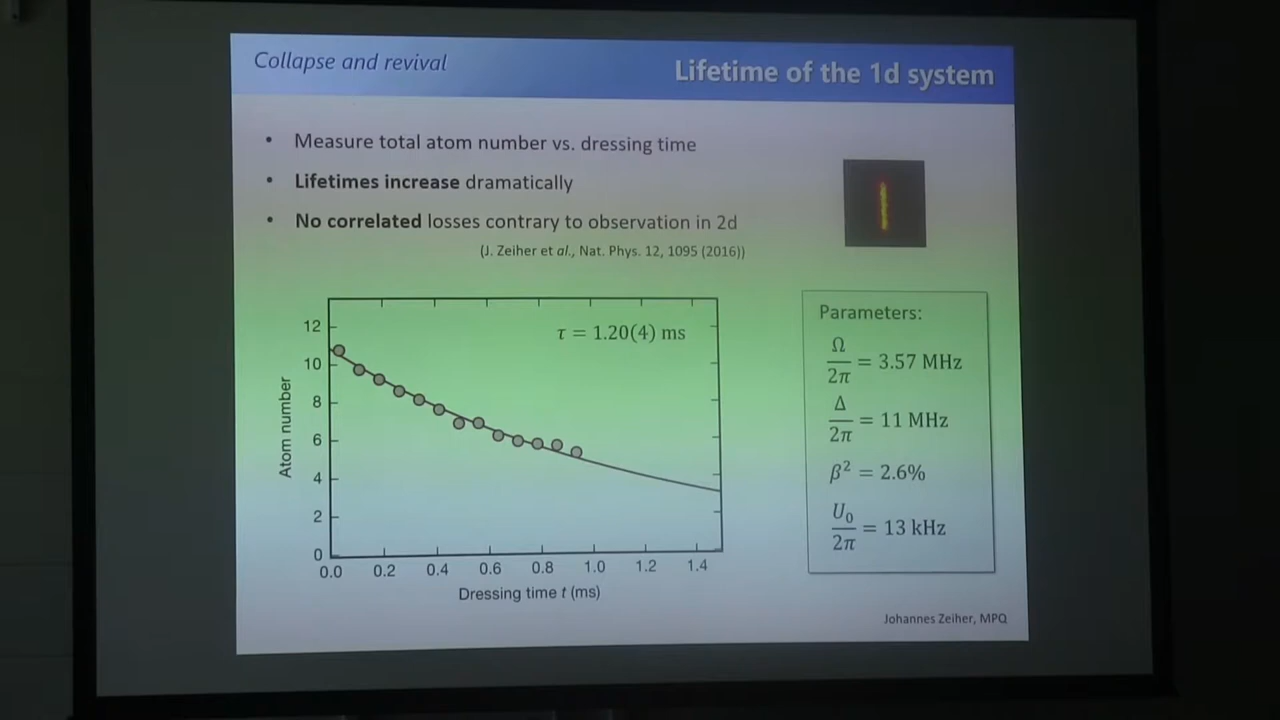 Collapse and revival
Lifetime of the 1d system
• Measure total atom number vs. dressing time
• Lifetimes increase dramatically
• No correlated losses contrary to observation in 2d
(J. Zeiher et al., Nat. Phys. 12, 1095 (2016))
τ = 1.20(4) ms
Atom number
12
10
8
6
4
2
0
0.0 0.2 0.4 0.6 0.8 1.0 1.2 1.4
Dressing time t (ms)
Parameters:
Ω/2π = 3.57 MHz
Δ/2π = 11 MHz
β² = 2.6%
U₀/2π = 13 kHz
Johannes Zeiher, MPQ